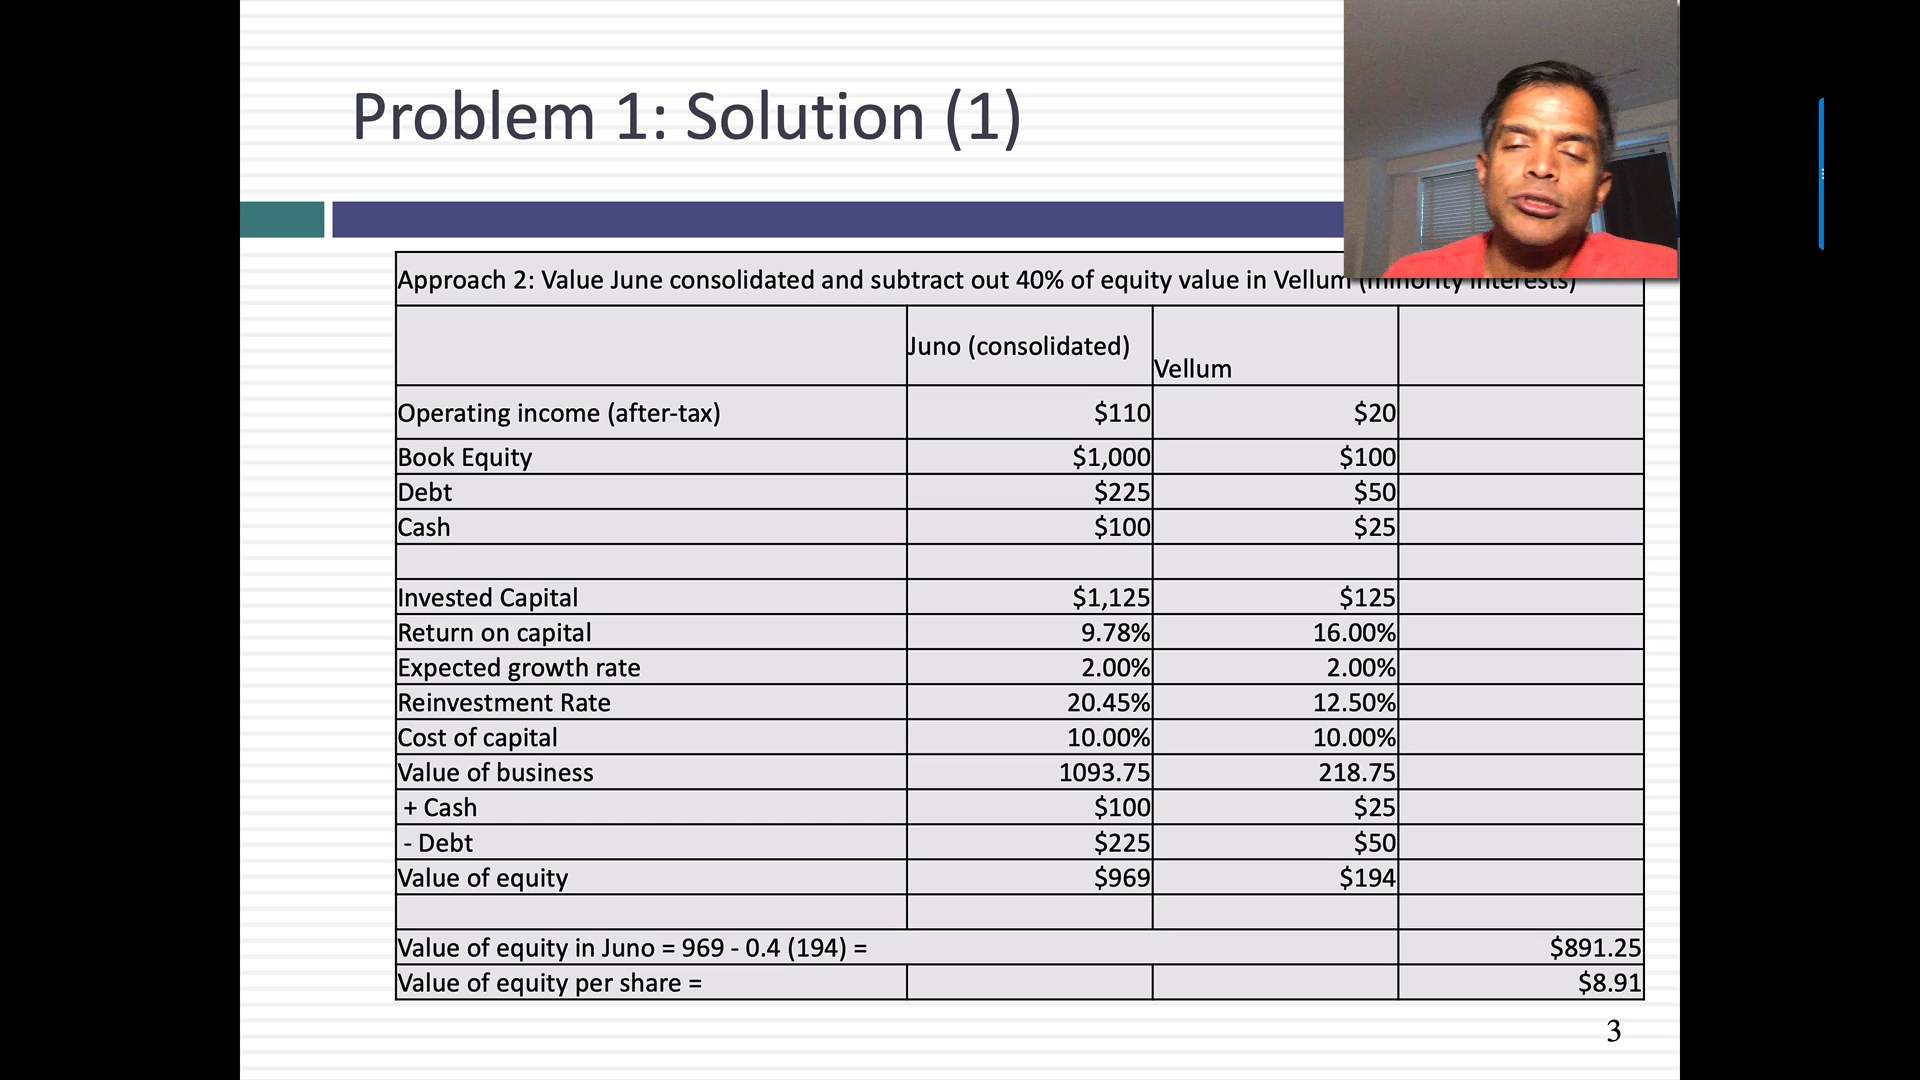 Problem 1: Solution (1)
Approach 2: Value June consolidated and subtract out 40% of equity value in Vellum (minority interests)
Juno (consolidated) Vellum
Operating income (after-tax) $110 $20
Book Equity $1,000 $100
Debt $225 $50
Cash $100 $25
Invested Capital $1,125 $125
Return on capital 9.78% 16.00%
Expected growth rate 2.00% 2.00%
Reinvestment Rate 20.45% 12.50%
Cost of capital 10.00% 10.00%
Value of business 1093.75 218.75
+ Cash $100 $25
- Debt $225 $50
Value of equity $969 $194
Value of equity in Juno = 969 - 0.4 (194) = $891.25
Value of equity per share = $8.91
3